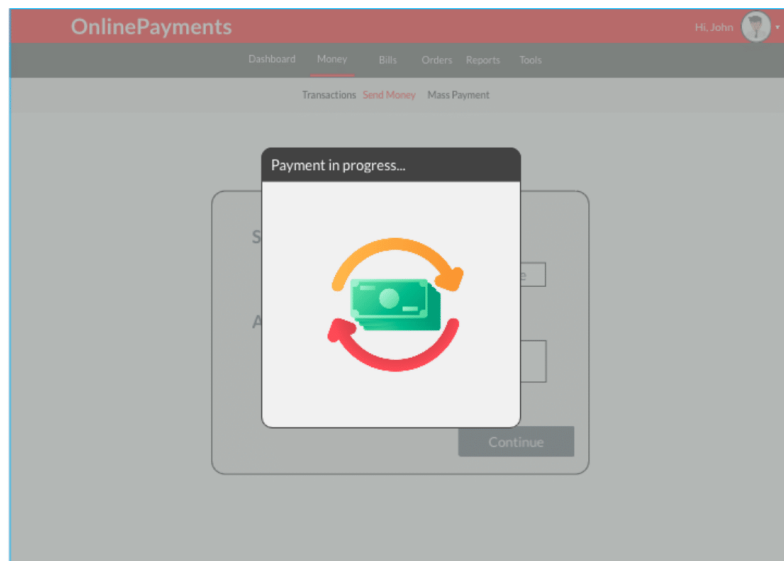 OnlinePayments
Hi, John
Dashboard Money Bills Orders Reports Tools
Transactions Send Money Mass Payment
Payment in progress...
S
e
A
Continue